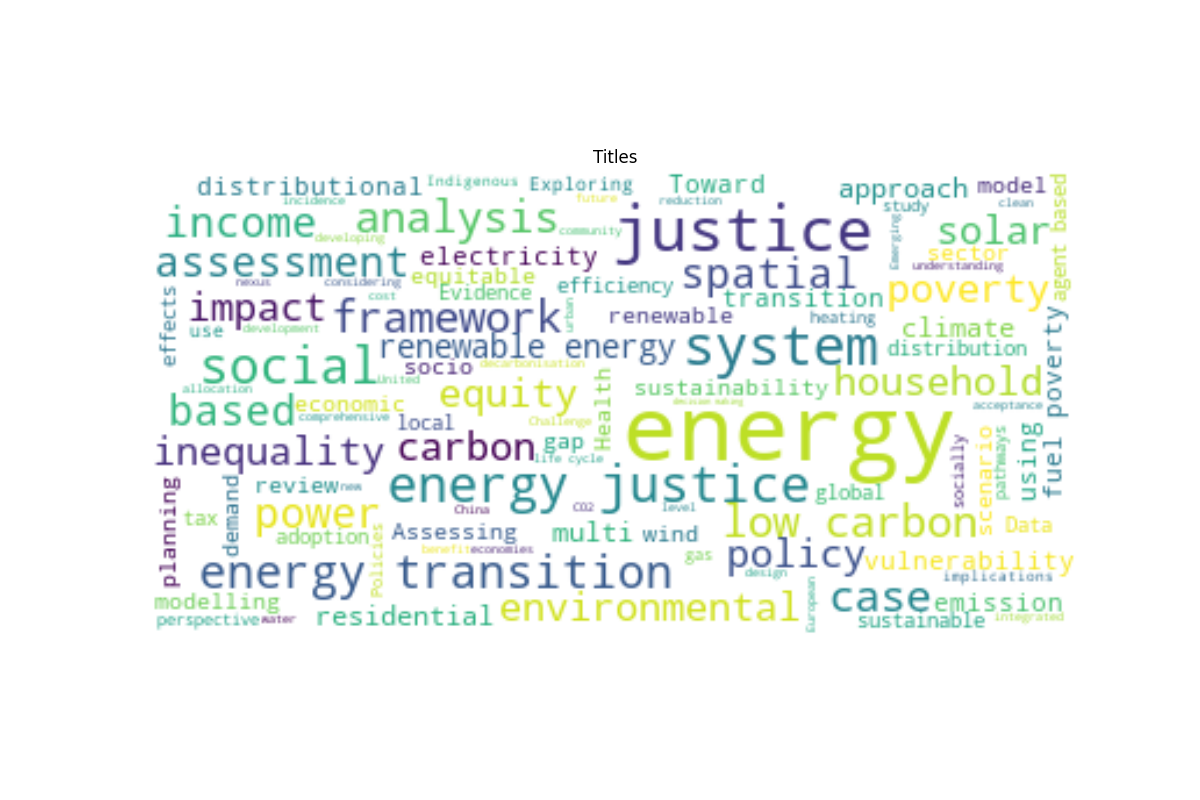 Titles
distributional
Indigenous
Exploring
Toward
approach
model
incidence
future
reduction
study
clean
income
developing
analysis
community
justice
Emerging
solar
agent based
assessment
electricity
sector
understanding
nexus
considering
equitable
efficiency
spatial
poverty
effects
impact
cost
Evidence
urban
transition
use
development
framework
renewable
heating
climate
social
renewable energy
system
distribution
fuel poverty
allocation
United
socio
decarbonisation
sustainability
household
based
economic
equity
Health
decision making
acceptance
comprehensive
local
Challenge
energy
inequality
carbon
gap
life cycle
socially
scenario
pathways
using
planning
demand
review
new
energy justice
global
tax
power
China
CO2
level
low carbon
Data
adoption
Policies
Assessing
multi
wind
benefit
economies
gas
policy
vulnerability
energy transition
design
implications
modelling
environmental
European
case
emission
perspective
water
residential
sustainable
integrated